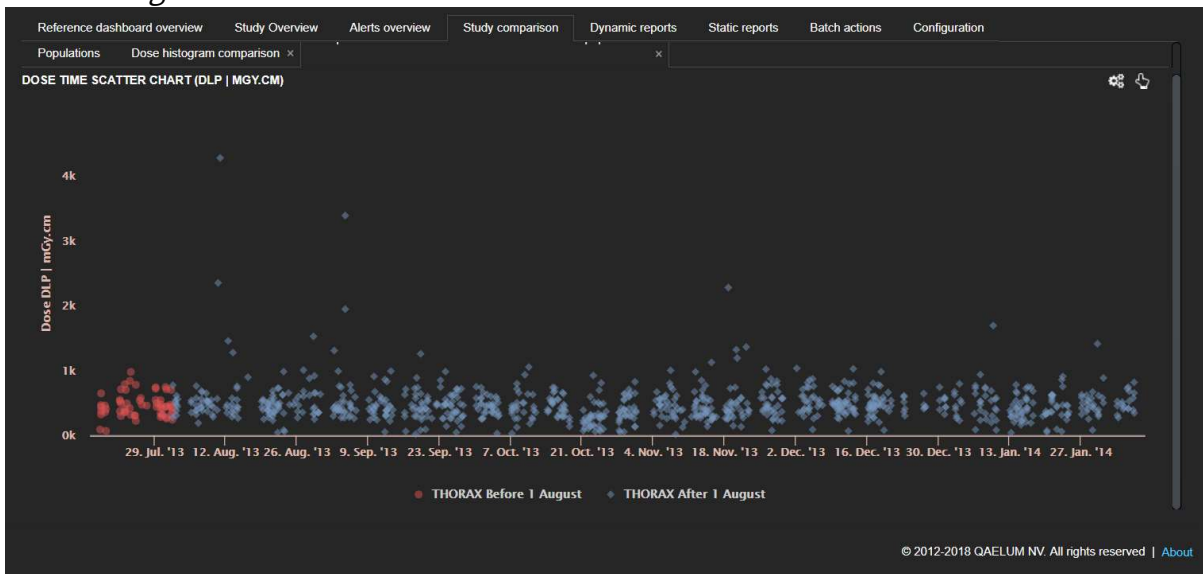 Reference dashboard overview Study Overview Alerts overview Study comparison Dynamic reports Static reports Batch actions Configuration
Populations Dose histogram comparison × ×
DOSE TIME SCATTER CHART (DLP | MGY.CM)
4k
3k
2k
1k
0k
Dose DLP | mGy.cm
29. Jul. '13 12. Aug. '13 26. Aug. '13 9. Sep. '13 23. Sep. '13 7. Oct. '13 21. Oct. '13 4. Nov. '13 18. Nov. '13 2. Dec. '13 16. Dec. '13 30. Dec. '13 13. Jan. '14 27. Jan. '14
THORAX Before 1 August THORAX After 1 August
© 2012-2018 QAELUM NV. All rights reserved | About